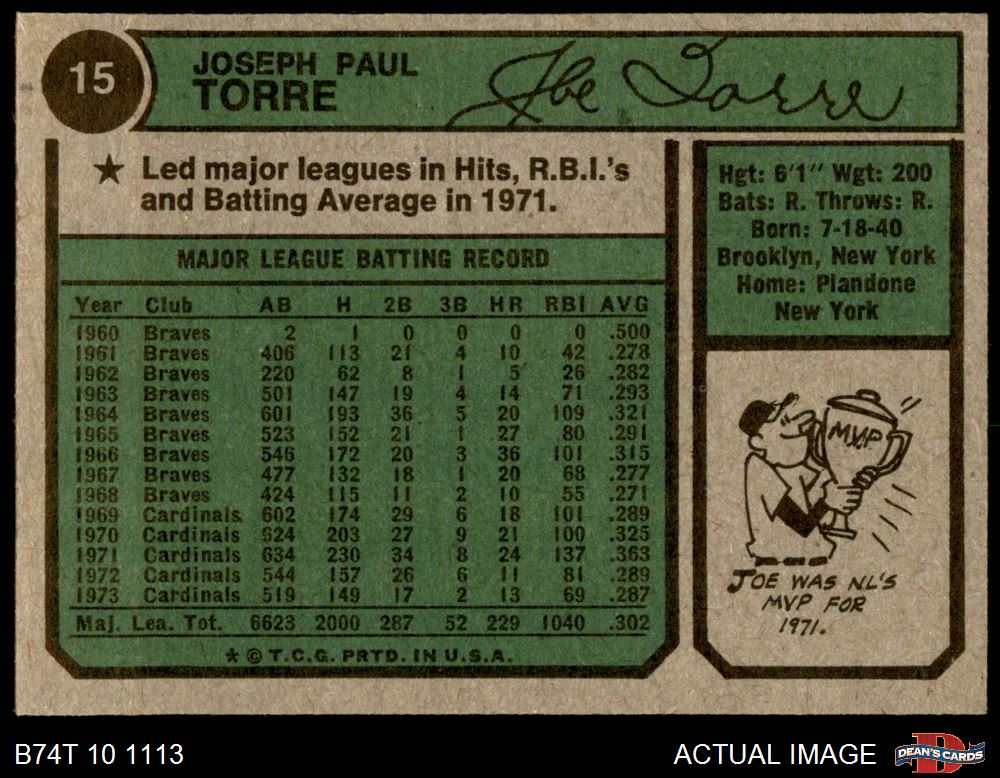 15
JOSEPH PAUL
TORRE
Joe Torre
★ Led major leagues in Hits, R.B.I.'s
and Batting Average in 1971.
Hgt: 6'1" Wgt: 200
Bats: R. Throws: R.
Born: 7-18-40
Brooklyn, New York
Home: Plandone
New York
MAJOR LEAGUE BATTING RECORD
Year Club AB H 2B 3B HR RBI AVG
1960 Braves 2 1 0 0 0 0 .500
1961 Braves 406 113 21 4 10 42 .278
1962 Braves 220 62 8 1 5 26 .282
1963 Braves 501 147 19 4 14 71 .293
1964 Braves 601 193 36 5 20 109 .321
1965 Braves 523 152 21 1 27 80 .291
1966 Braves 546 172 20 3 36 101 .315
1967 Braves 477 132 18 1 20 68 .277
1968 Braves 424 115 11 2 10 55 .271
1969 Cardinals 602 174 29 6 18 101 .289
1970 Cardinals 624 203 27 9 21 100 .325
1971 Cardinals 634 230 34 8 24 137 .363
1972 Cardinals 544 157 26 6 11 81 .289
1973 Cardinals 519 149 17 2 13 69 .287
Maj. Lea. Tot. 6623 2000 287 52 229 1040 .302
★ © T.C.G. PRTD. IN U.S.A.
MVP
JOE WAS NL'S
MVP FOR
1971.
B74T 10 1113
ACTUAL IMAGE
DEAN'S CARDS